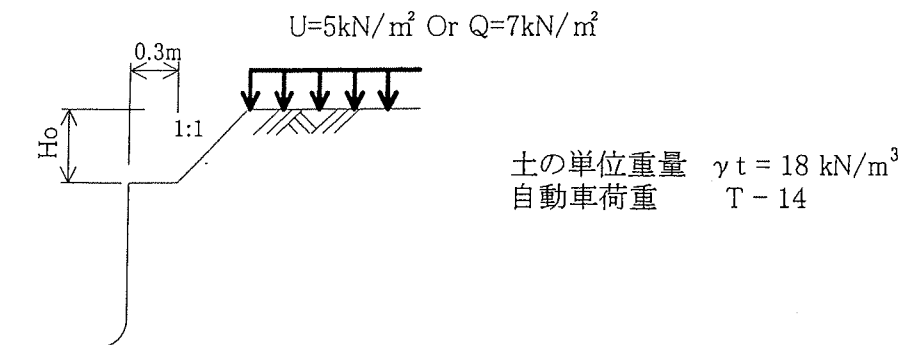 U=5kN/㎡ Or Q=7kN/㎡
0.3m
Ho
1:1
土の単位重量 γt = 18 kN/m³
自動車荷重 T - 14